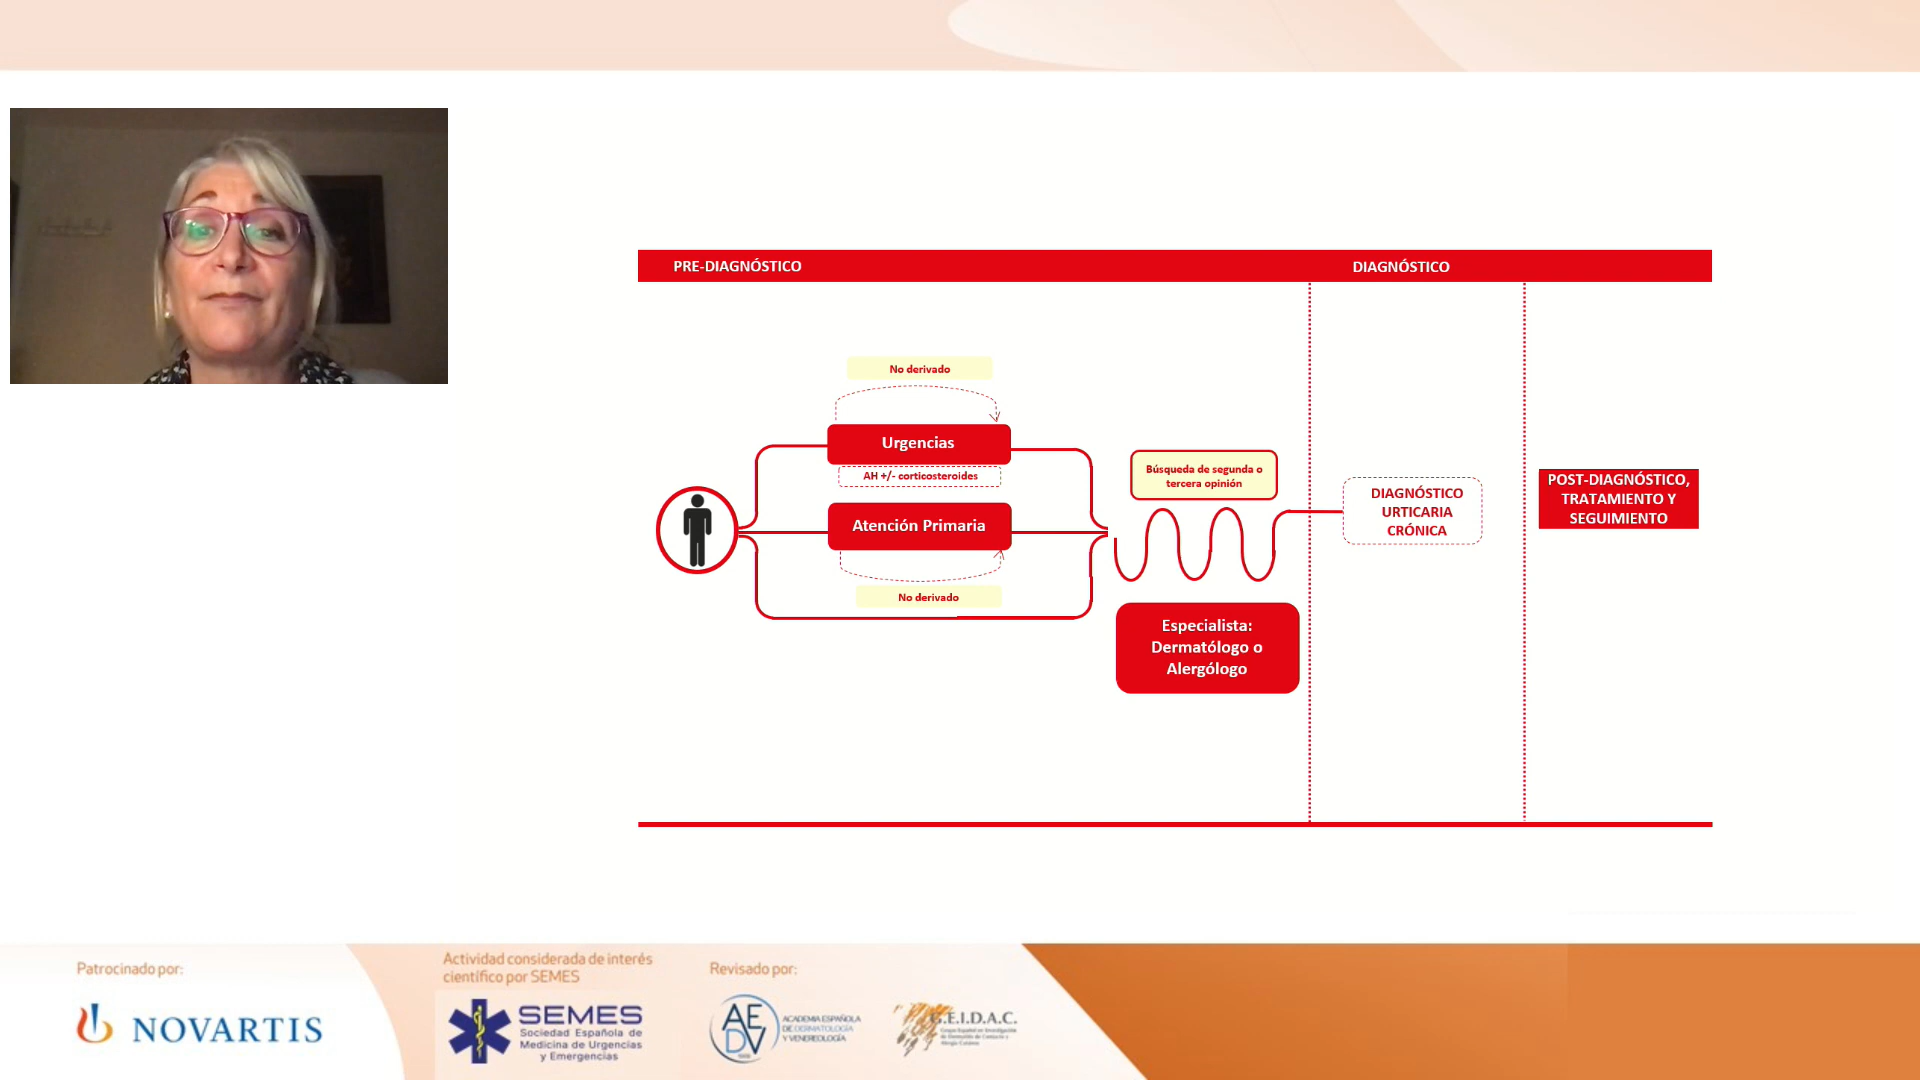 PRE-DIAGNÓSTICO
DIAGNÓSTICO
No derivado
Urgencias
AH +/- corticosteroides
Atención Primaria
No derivado
Búsqueda de segunda o
tercera opinión
Especialista:
Dermatólogo o
Alergólogo
DIAGNÓSTICO
URTICARIA
CRÓNICA
POST-DIAGNÓSTICO,
TRATAMIENTO Y
SEGUIMIENTO
Patrocinado por:
NOVARTIS
Actividad considerada de interés
científico por SEMES
SEMES
Sociedad Española de
Medicina de Urgencias
y Emergencias
Revisado por:
AEDV
ACADEMIA ESPAÑOLA
DE DERMATOLOGÍA
Y VENEREOLOGÍA
G.E.I.D.A.C.